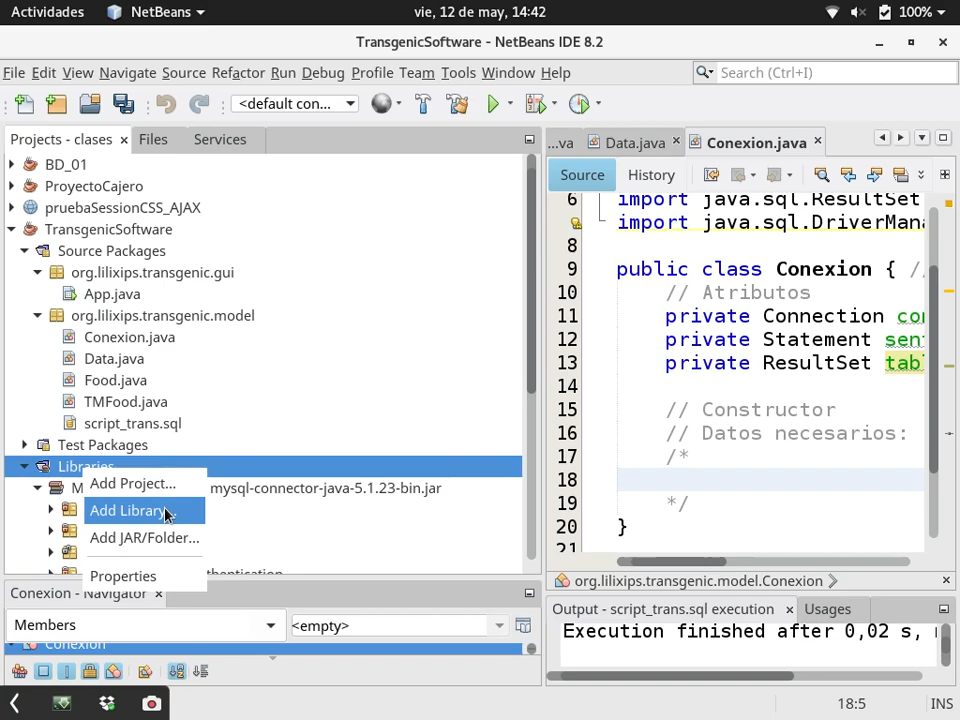 Actividades NetBeans vie, 12 de may, 14:42 100%
TransgenicSoftware - NetBeans IDE 8.2
File Edit View Navigate Source Refactor Run Debug Profile Team Tools Window Help Search (Ctrl+I)
<default con...
Projects - clases × Files Services
...va Data.java Conexion.java
Source History
BD_01
ProyectoCajero
pruebaSessionCSS_AJAX
TransgenicSoftware
Source Packages
org.lilixips.transgenic.gui
App.java
org.lilixips.transgenic.model
Conexion.java
Data.java
Food.java
TMFood.java
script_trans.sql
Test Packages
Libraries
mysql-connector-java-5.1.23-bin.jar
Add Project...
Add Library...
Add JAR/Folder...
Properties
6 import java.sql.ResultSet
import java.sql.DriverMana
8
9 public class Conexion { //
10 // Atributos
11 private Connection con
12 private Statement sen
13 private ResultSet tab
14
15 // Constructor
16 // Datos necesarios:
17 /*
18
19 */
20 }
21
org.lilixips.transgenic.model.Conexion
Conexion - Navigator ×
Members <empty>
Conexion
Output - script_trans.sql execution × Usages
Execution finished after 0,02 s,
18:5 INS